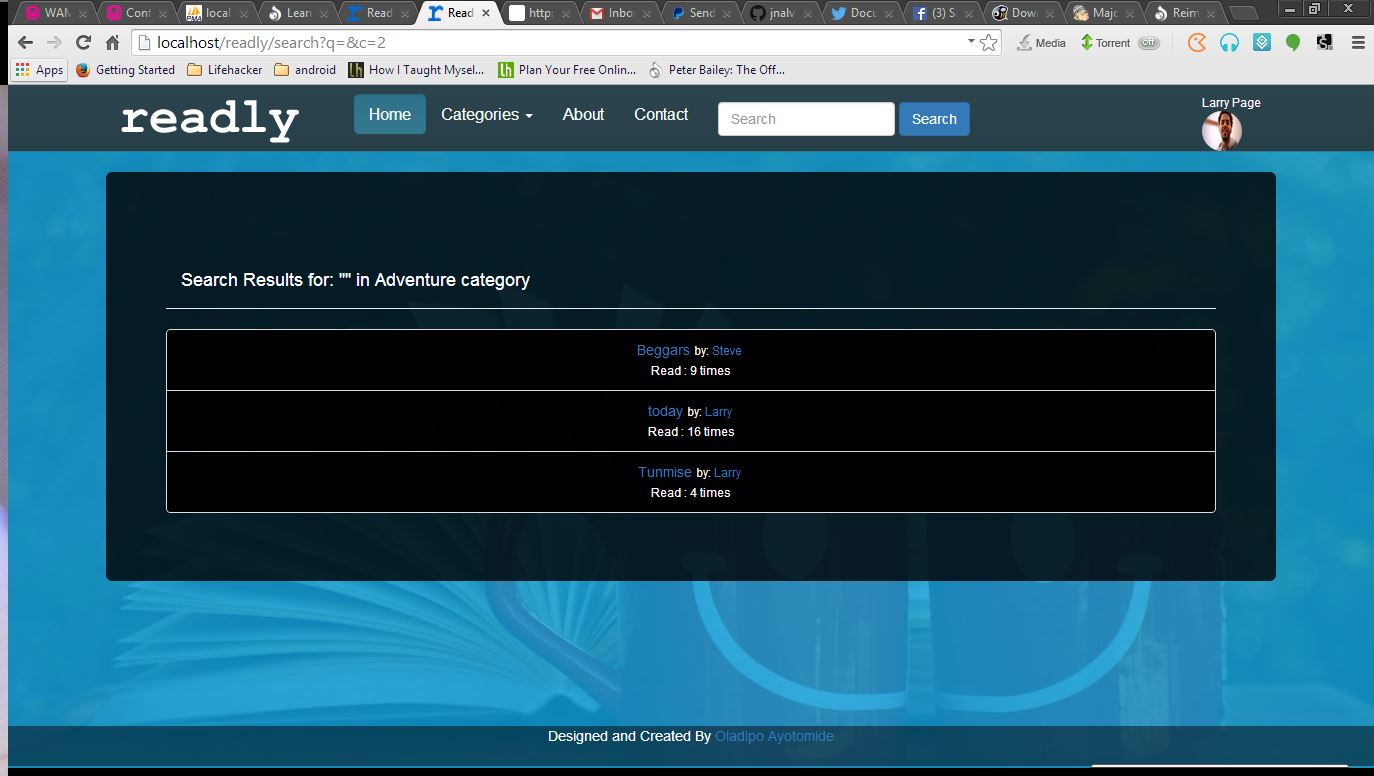 WAM Cont local Lear Read Read http: Inbo Send jnalv Docu (3) S Dow Majo Reim
localhost/readly/search?q=&c=2 Media Torrent off
Apps Getting Started Lifehacker android How I Taught Mysel... Plan Your Free Onlin... Peter Bailey: The Off...
readly Home Categories About Contact Search Search Larry Page
Search Results for: "" in Adventure category
Beggars by: Steve
Read : 9 times
today by: Larry
Read : 16 times
Tunmise by: Larry
Read : 4 times
Designed and Created By Oladipo Ayotomide